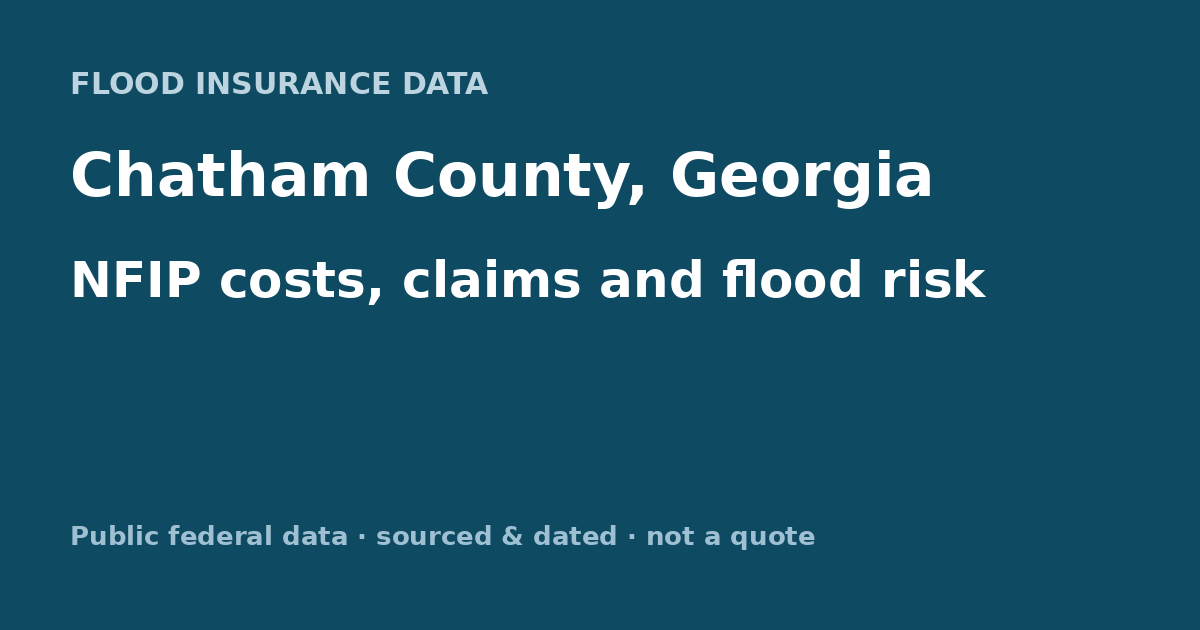 FLOOD INSURANCE DATA
Chatham County, Georgia
NFIP costs, claims and flood risk
Public federal data · sourced & dated · not a quote